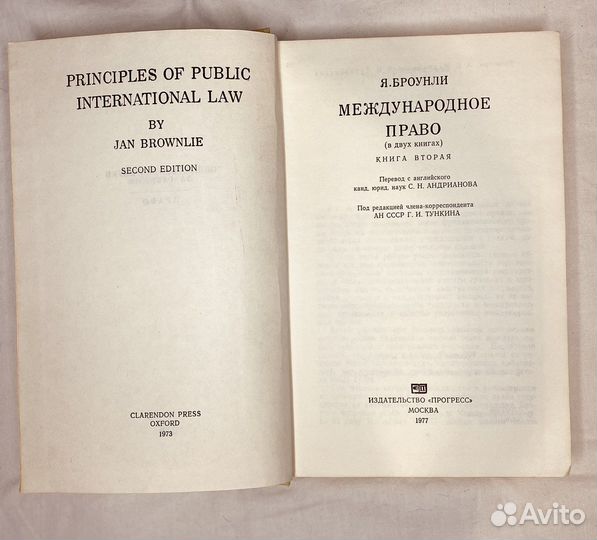 PRINCIPLES OF PUBLIC
INTERNATIONAL LAW
BY
JAN BROWNLIE
SECOND EDITION
CLARENDON PRESS
OXFORD
1973
Я. БРОУНЛИ
МЕЖДУНАРОДНОЕ
ПРАВО
(в двух книгах)
КНИГА ВТОРАЯ
Перевод с английского
канд. юрид. наук С. Н. АНДРИАНОВА
Под редакцией члена-корреспондента
АН СССР Г. И. ТУНКИНА
ИЗДАТЕЛЬСТВО «ПРОГРЕСС»
МОСКВА
1977
Avito